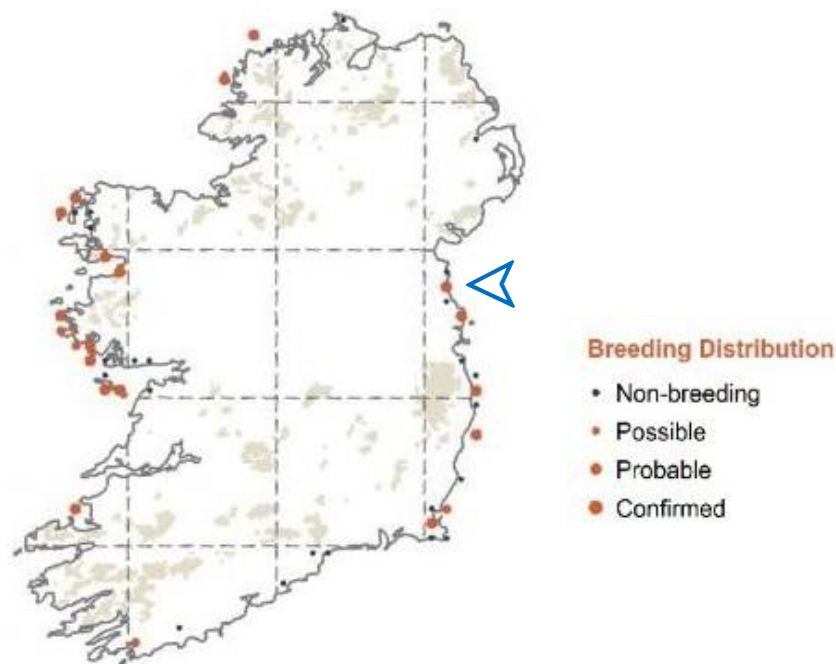 Breeding Distribution
Non-breeding
Possible
Probable
Confirmed